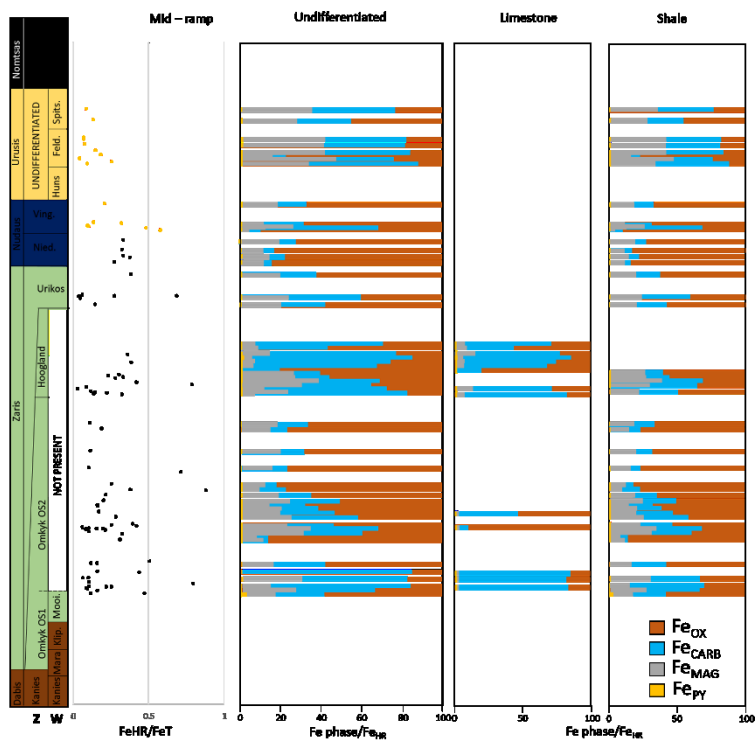 Mid – ramp
Undifferentiated
Limestone
Shale
Nomtsas
Urusis
UNDIFFERENTIATED
Spits.
Feld.
Huns
Nudaus
Ving.
Nied.
Urikos
Zaris
Hoogland
NOT PRESENT
Omkyk OS2
Omkyk OS1
Mooi.
Klip.
Mara
Dabis
Kanies
Kanies
Z W
0 0.5 1
FeHR/FeT
0 20 40 60 80 100
Fe phase/FeHR
0 50 100
0 50 100
Fe phase/FeHR
FeOX
FeCARB
FeMAG
FePY